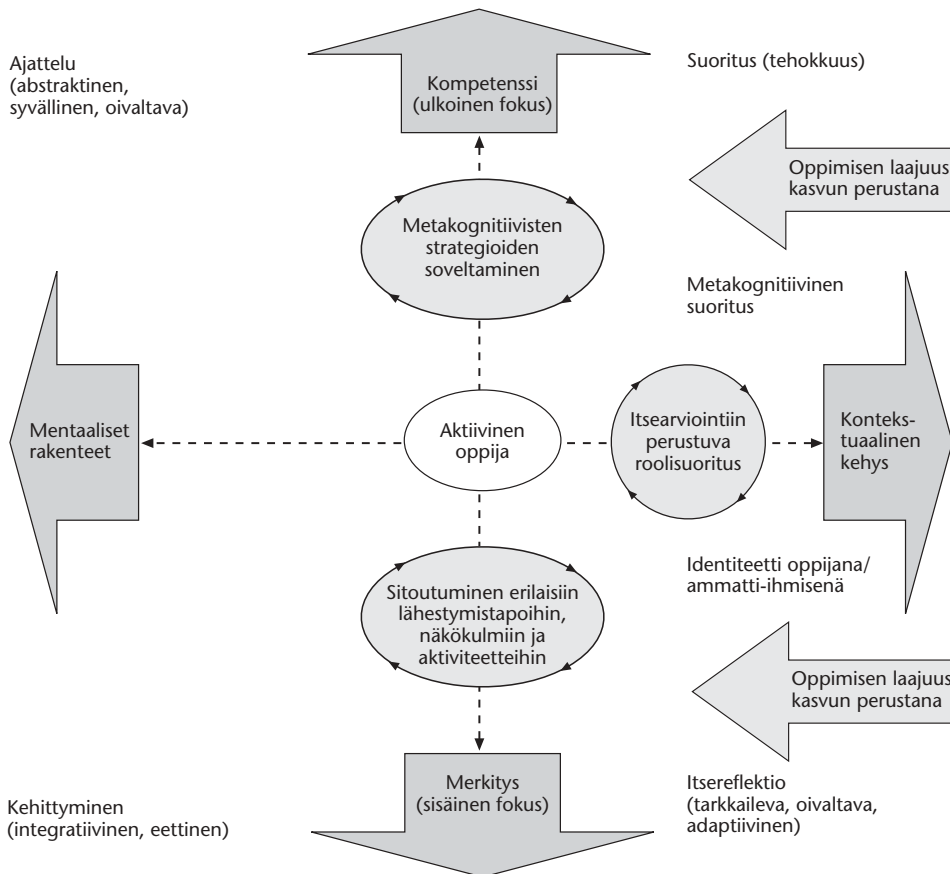 Ajattelu
(abstraktinen,
syvällinen, oivaltava)
Kompetenssi
(ulkoinen fokus)
Suoritus (tehokkuus)
Oppimisen laajuus
kasvun perustana
Metakognitiivisten
strategioiden
soveltaminen
Metakognitiivinen
suoritus
Mentaaliset
rakenteet
Aktiivinen
oppija
Itsearviointiin
perustuva
roolisuoritus
Konteks-
tuaalinen
kehys
Identiteetti oppijana/
ammatti-ihmisenä
Sitoutuminen erilaisiin
lähestymistapoihin,
näkökulmiin ja
aktiviteetteihin
Oppimisen laajuus
kasvun perustana
Merkitys
(sisäinen fokus)
Itsereflektio
(tarkkaileva, oivaltava,
adaptiivinen)
Kehittyminen
(integratiivinen, eettinen)